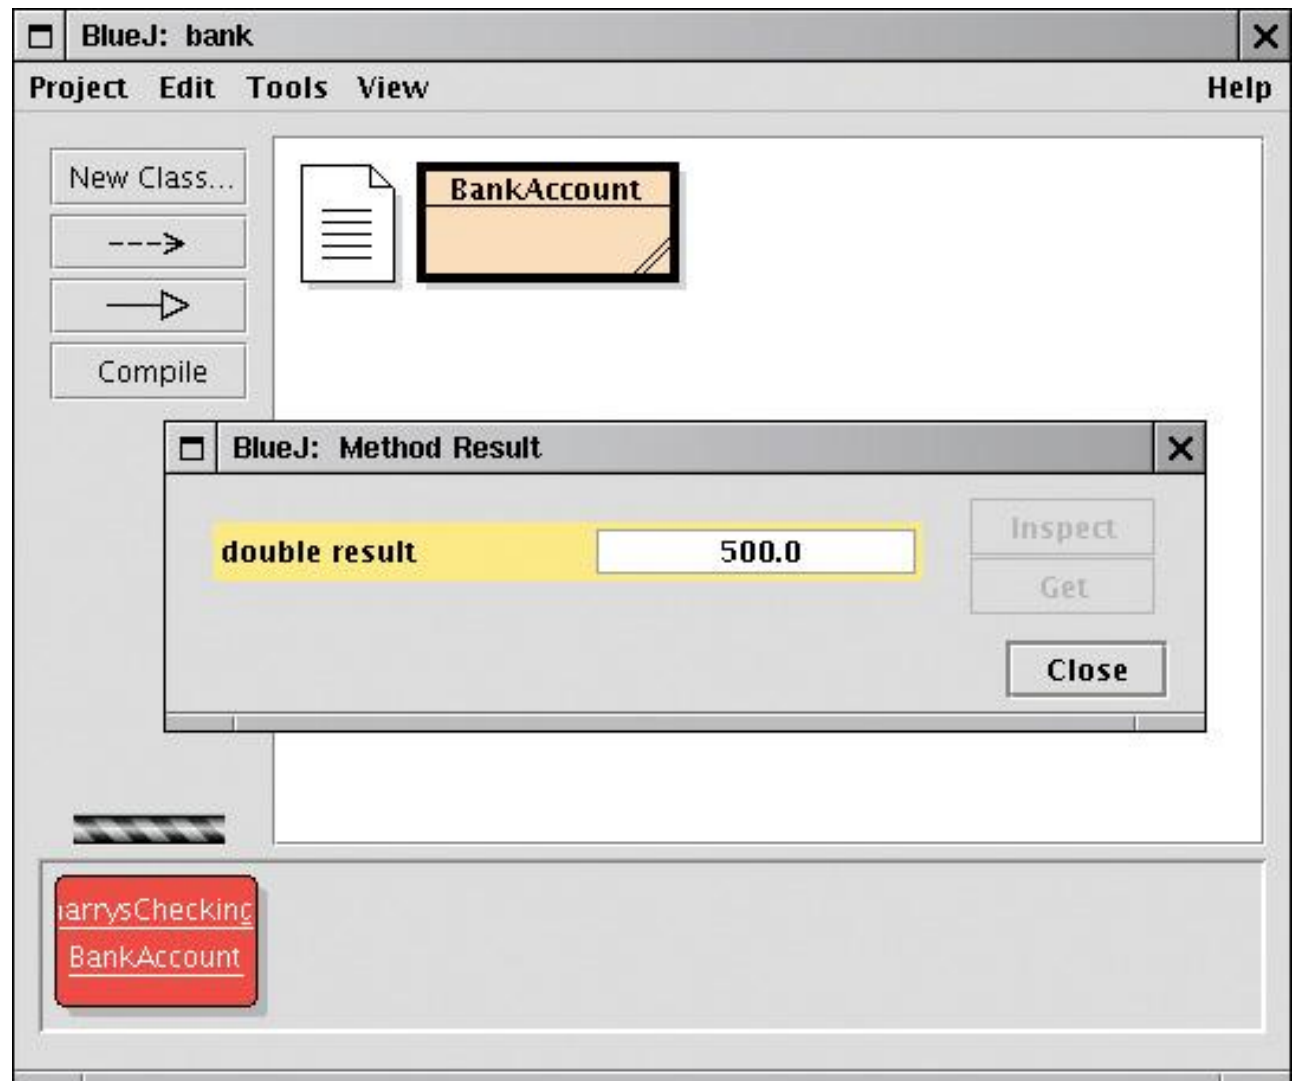 BlueJ: bank
Project Edit Tools View Help
New Class...
BankAccount
Compile
BlueJ: Method Result
double result 500.0
Inspect
Get
Close
harrysChecking
BankAccount